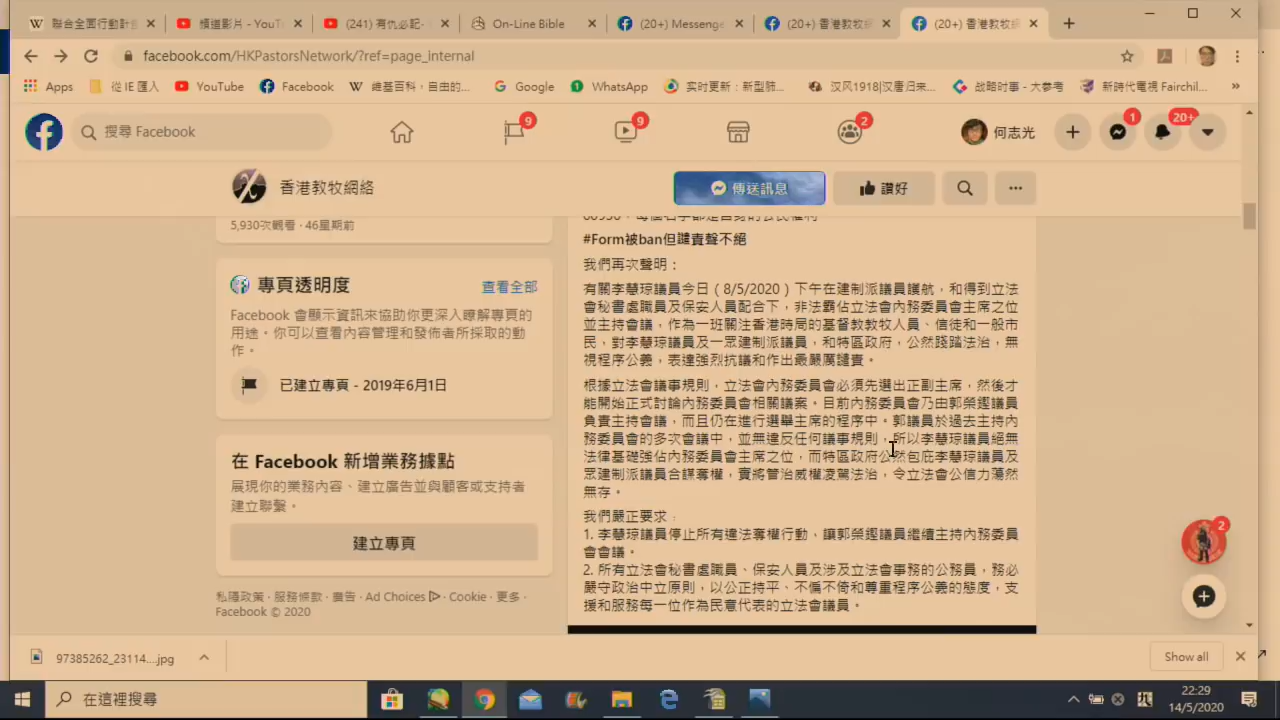 聯合全面行動計
頻道影片 - YouT
(241) 有仇必記-
On-Line Bible
(20+) Messenge
(20+) 香港教牧
(20+) 香港教牧
facebook.com/HKPastorsNetwork/?ref=page_internal
Apps
從 IE 匯入
YouTube
Facebook
維基百科,自由的...
Google
WhatsApp
实时更新:新型肺...
汉风1918|汉唐归来...
战略时事 - 大参考
新時代電視 Fairchil...
搜尋 Facebook
9
9
2
何志光
1
20+
香港教牧網絡
傳送訊息
讚好
5,930次觀看 · 46星期前
專頁透明度
查看全部
Facebook 會顯示資訊來協助你更深入瞭解專頁的
用途。你可以查看內容管理和發佈者所採取的動
作。
已建立專頁 - 2019年6月1日
在 Facebook 新增業務據點
展現你的業務內容、建立廣告並與顧客或支持者
建立聯繫。
建立專頁
私隱政策 · 服務條款 · 廣告 · Ad Choices · Cookie · 更多 ·
Facebook © 2020
#Form被ban但譴責聲不絕
我們再次聲明:
有關李慧琼議員今日(8/5/2020)下午在建制派議員護航,和得到立法
會秘書處職員及保安人員配合下,非法霸佔立法會內務委員會主席之位
並主持會議,作為一班關注香港時局的基督教教牧人員、信徒和一般市
民,對李慧琼議員及一眾建制派議員,和特區政府,公然踐踏法治,無
視程序公義,表達強烈抗議和作出最嚴厲譴責。
根據立法會議事規則,立法會內務委員會必須先選出正副主席,然後才
能開始正式討論內務委員會相關議案。目前內務委員會乃由郭榮鏗議員
負責主持會議,而且仍在進行選舉主席的程序中。郭議員於過去主持內
務委員會的多次會議中,並無違反任何議事規則,所以李慧琼議員絕無
法律基礎強佔內務委員會主席之位,而特區政府公然包庇李慧琼議員及
眾建制派議員合謀奪權,實將管治威權凌駕法治,令立法會公信力蕩然
無存。
我們嚴正要求:
1. 李慧琼議員停止所有違法奪權行動,讓郭榮鏗議員繼續主持內務委員
會會議。
2. 所有立法會秘書處職員、保安人員及涉及立法會事務的公務員,務必
嚴守政治中立原則,以公正持平、不偏不倚和尊重程序公義的態度,支
援和服務每一位作為民意代表的立法會議員。
2
97385262_23114....jpg
Show all
在這裡搜尋
22:29
14/5/2020